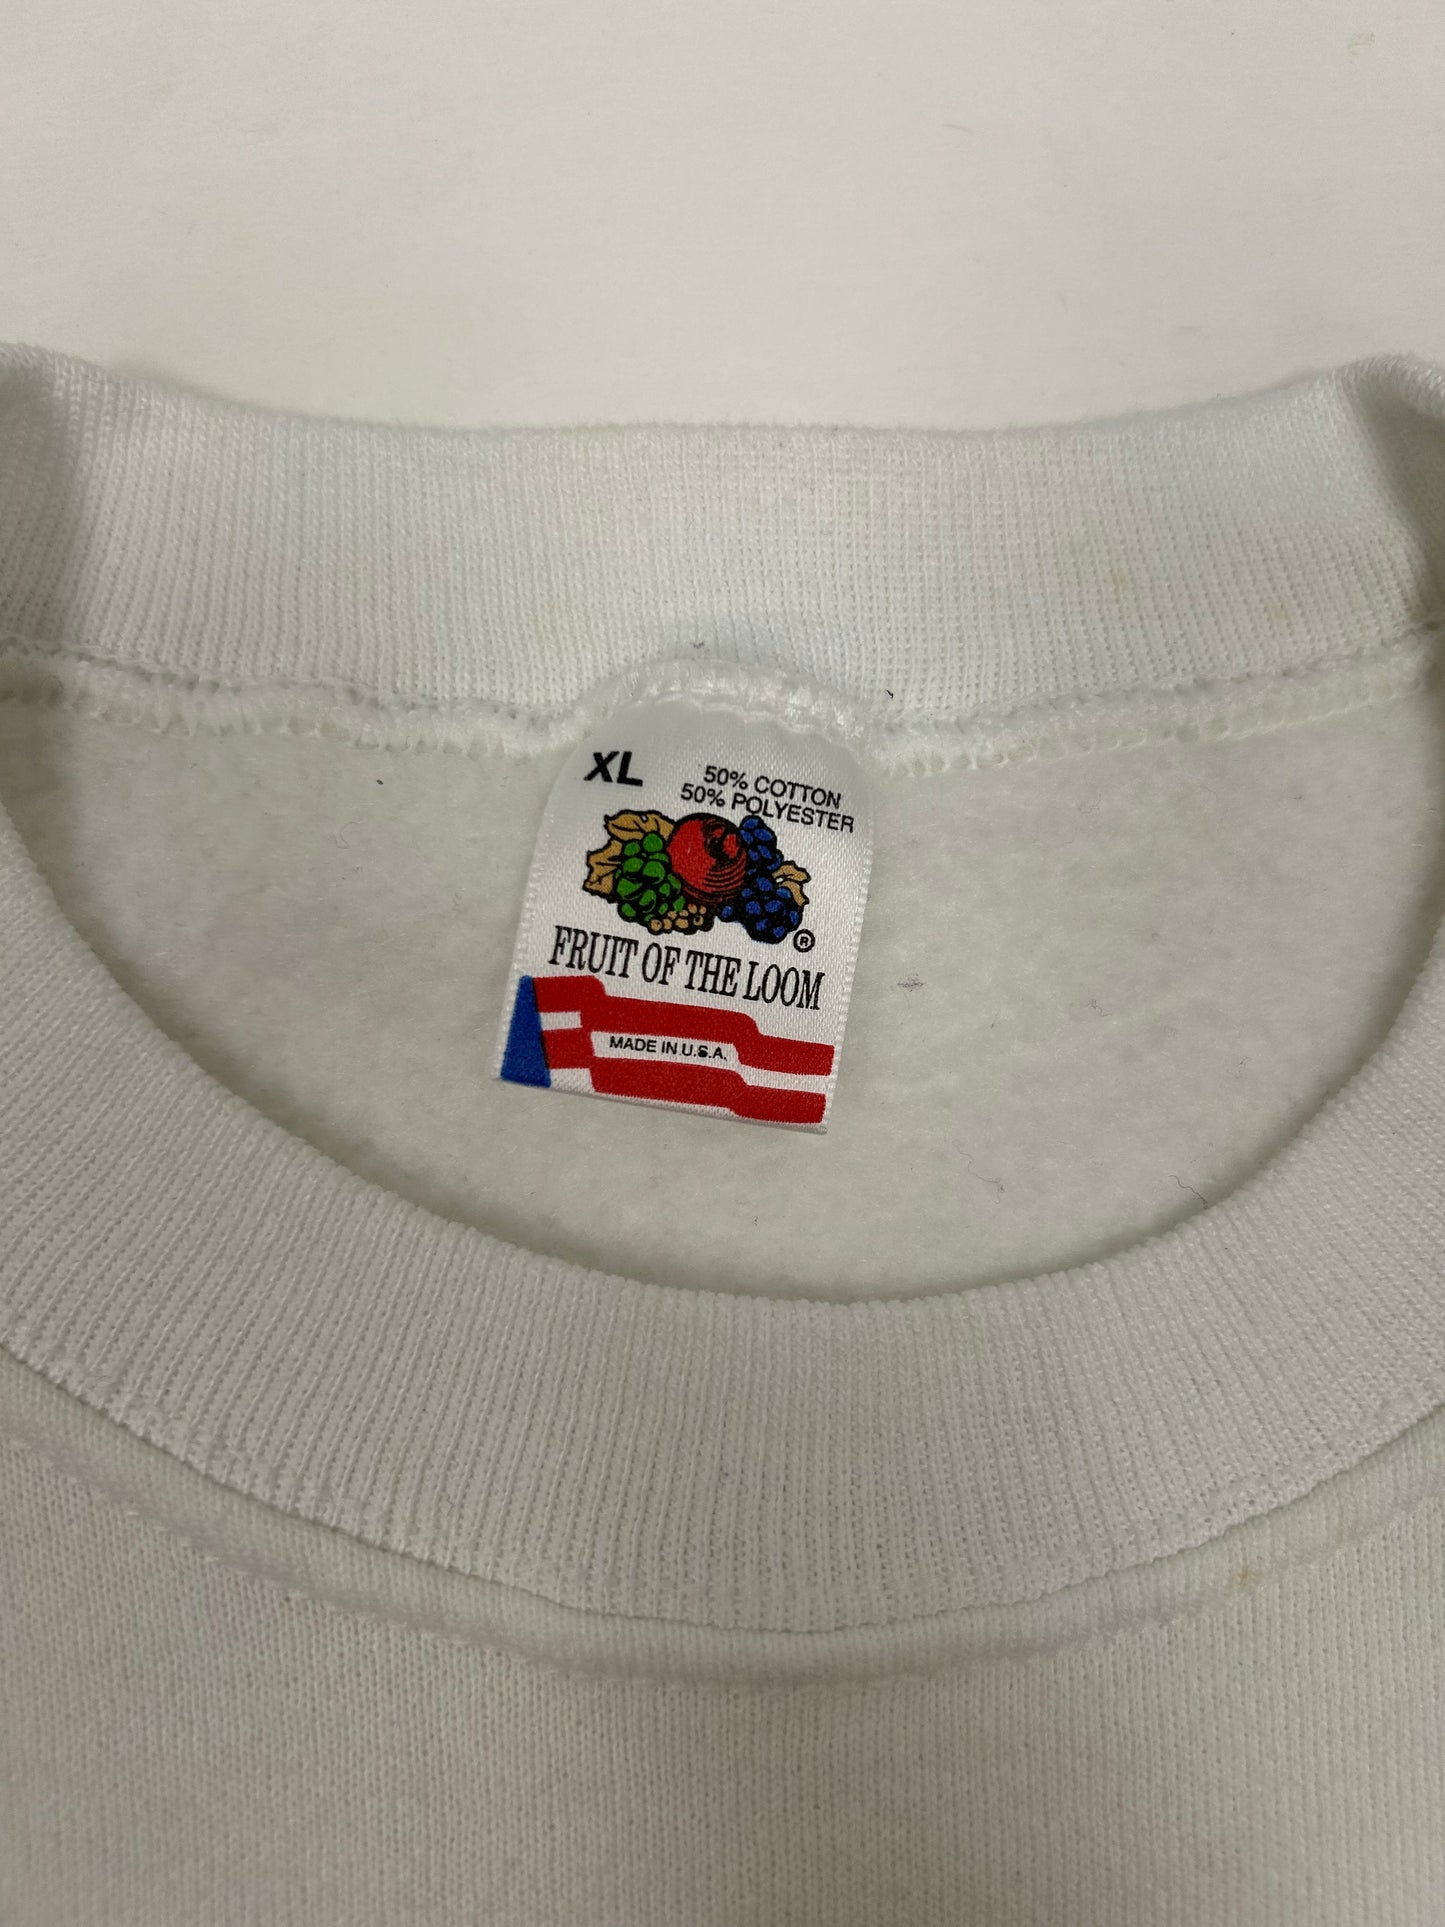 XL
50% COTTON
50% POLYESTER
®
FRUIT OF THE LOOM
MADE IN U.S.A.